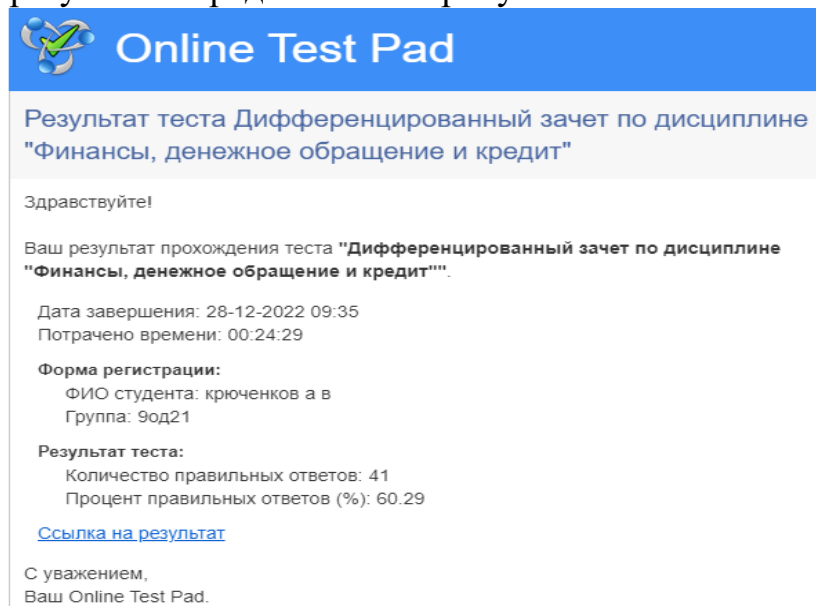 Online Test Pad
Результат теста Дифференцированный зачет по дисциплине
"Финансы, денежное обращение и кредит"
Здравствуйте!
Ваш результат прохождения теста "Дифференцированный зачет по дисциплине
"Финансы, денежное обращение и кредит"".
Дата завершения: 28-12-2022 09:35
Потрачено времени: 00:24:29
Форма регистрации:
ФИО студента: крюченков а в
Группа: 9од21
Результат теста:
Количество правильных ответов: 41
Процент правильных ответов (%): 60.29
Ссылка на результат
С уважением,
Ваш Online Test Pad.